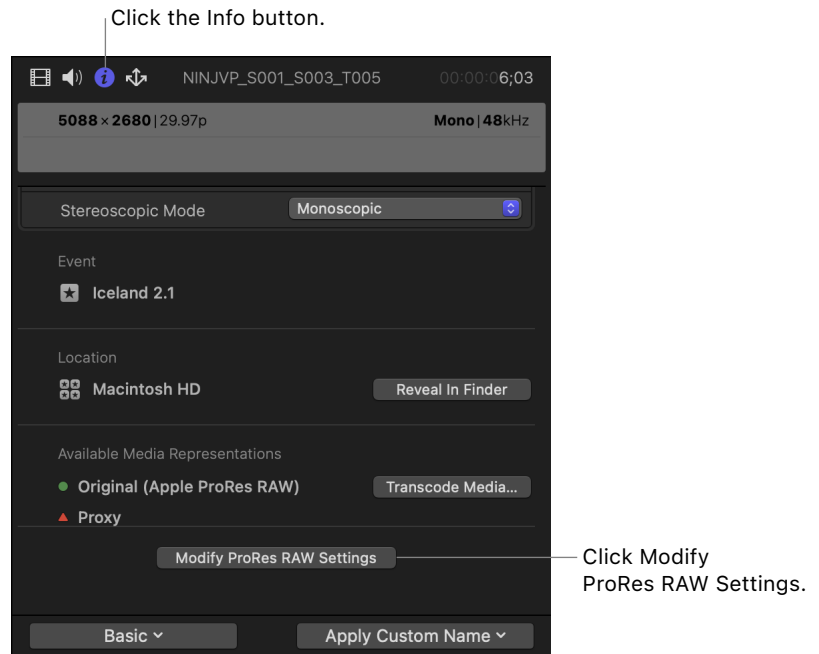 Click the Info button.
NINJVP_S001_S003_T005 00:00:06;03
5088 × 2680 | 29.97p Mono | 48kHz
Stereoscopic Mode Monoscopic
Event
Iceland 2.1
Location
Macintosh HD Reveal In Finder
Available Media Representations
Original (Apple ProRes RAW) Transcode Media...
Proxy
Modify ProRes RAW Settings
Click Modify
ProRes RAW Settings.
Basic Apply Custom Name